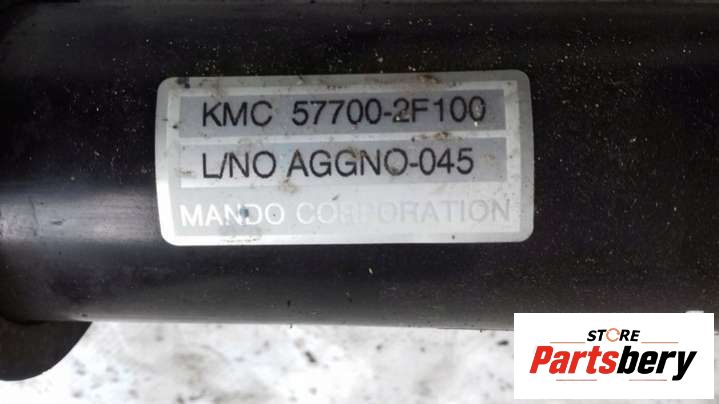 KMC 57700-2F100
L/NO AGGNO-045
MANDO CORPORATION
STORE
Partsbery